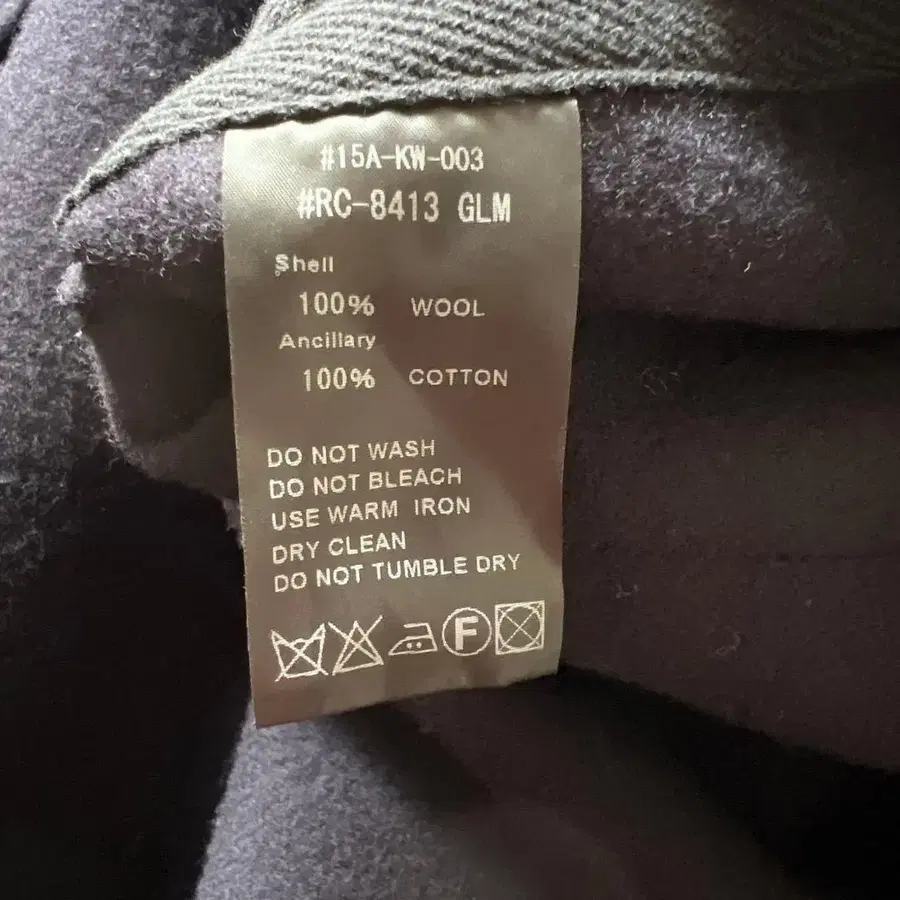 #15A-KW-003
#RC-8413 GLM
Shell
100% WOOL
Ancillary
100% COTTON
DO NOT WASH
DO NOT BLEACH
USE WARM IRON
DRY CLEAN
DO NOT TUMBLE DRY
F